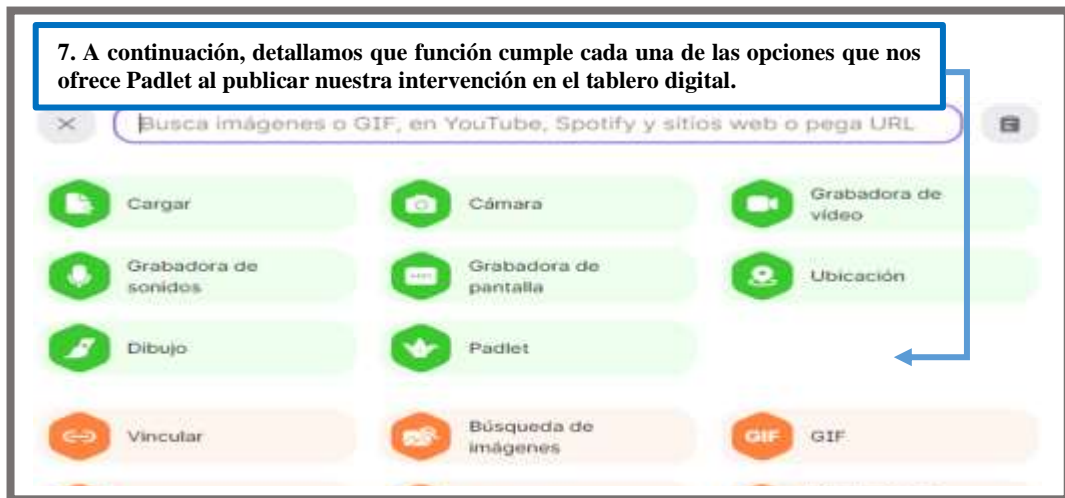 7. A continuación, detallamos que función cumple cada una de las opciones que nos
ofrece Padlet al publicar nuestra intervención en el tablero digital.
Busca imágenes o GIF, en YouTube, Spotify y sitios web o pega URL
Cargar
Cámara
Grabadora de
vídeo
Grabadora de
sonidos
Grabadora de
pantalla
Ubicación
Dibujo
Padlet
Vincular
Búsqueda de
imágenes
GIF
GIF